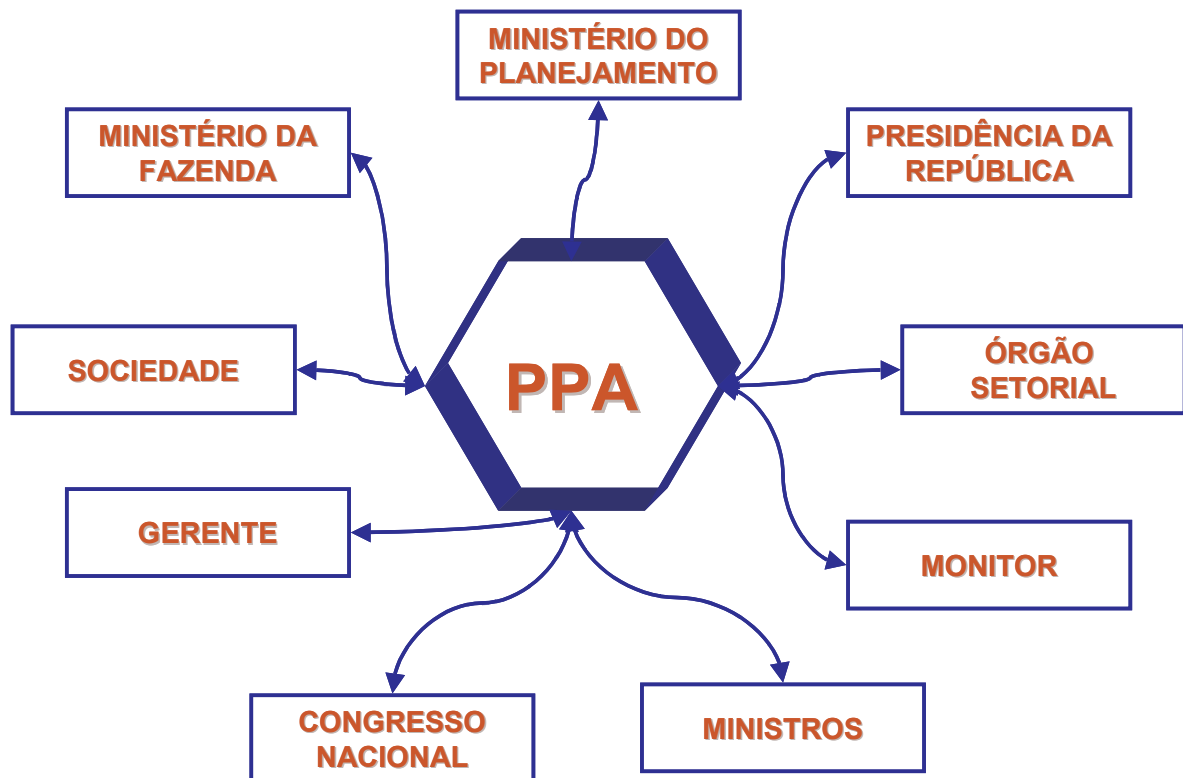 MINISTÉRIO DO
PLANEJAMENTO
MINISTÉRIO DA
FAZENDA
PRESIDÊNCIA DA
REPÚBLICA
SOCIEDADE
PPA
ÓRGÃO
SETORIAL
GERENTE
MONITOR
CONGRESSO
NACIONAL
MINISTROS